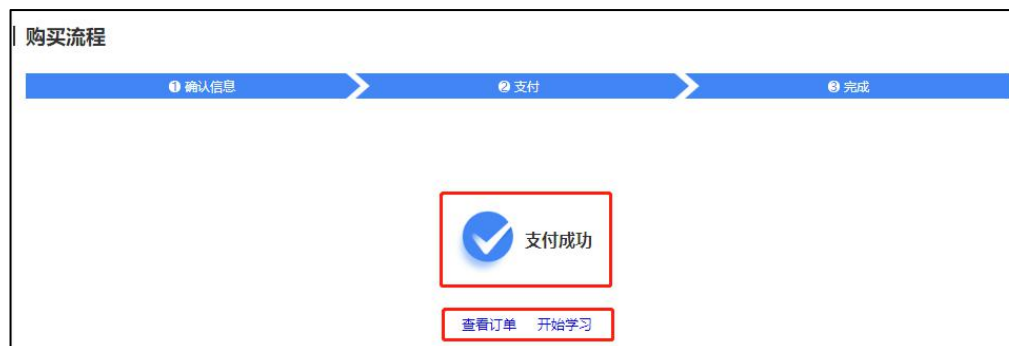 购买流程
❶ 确认信息 ❷ 支付 ❸ 完成
支付成功
查看订单 开始学习